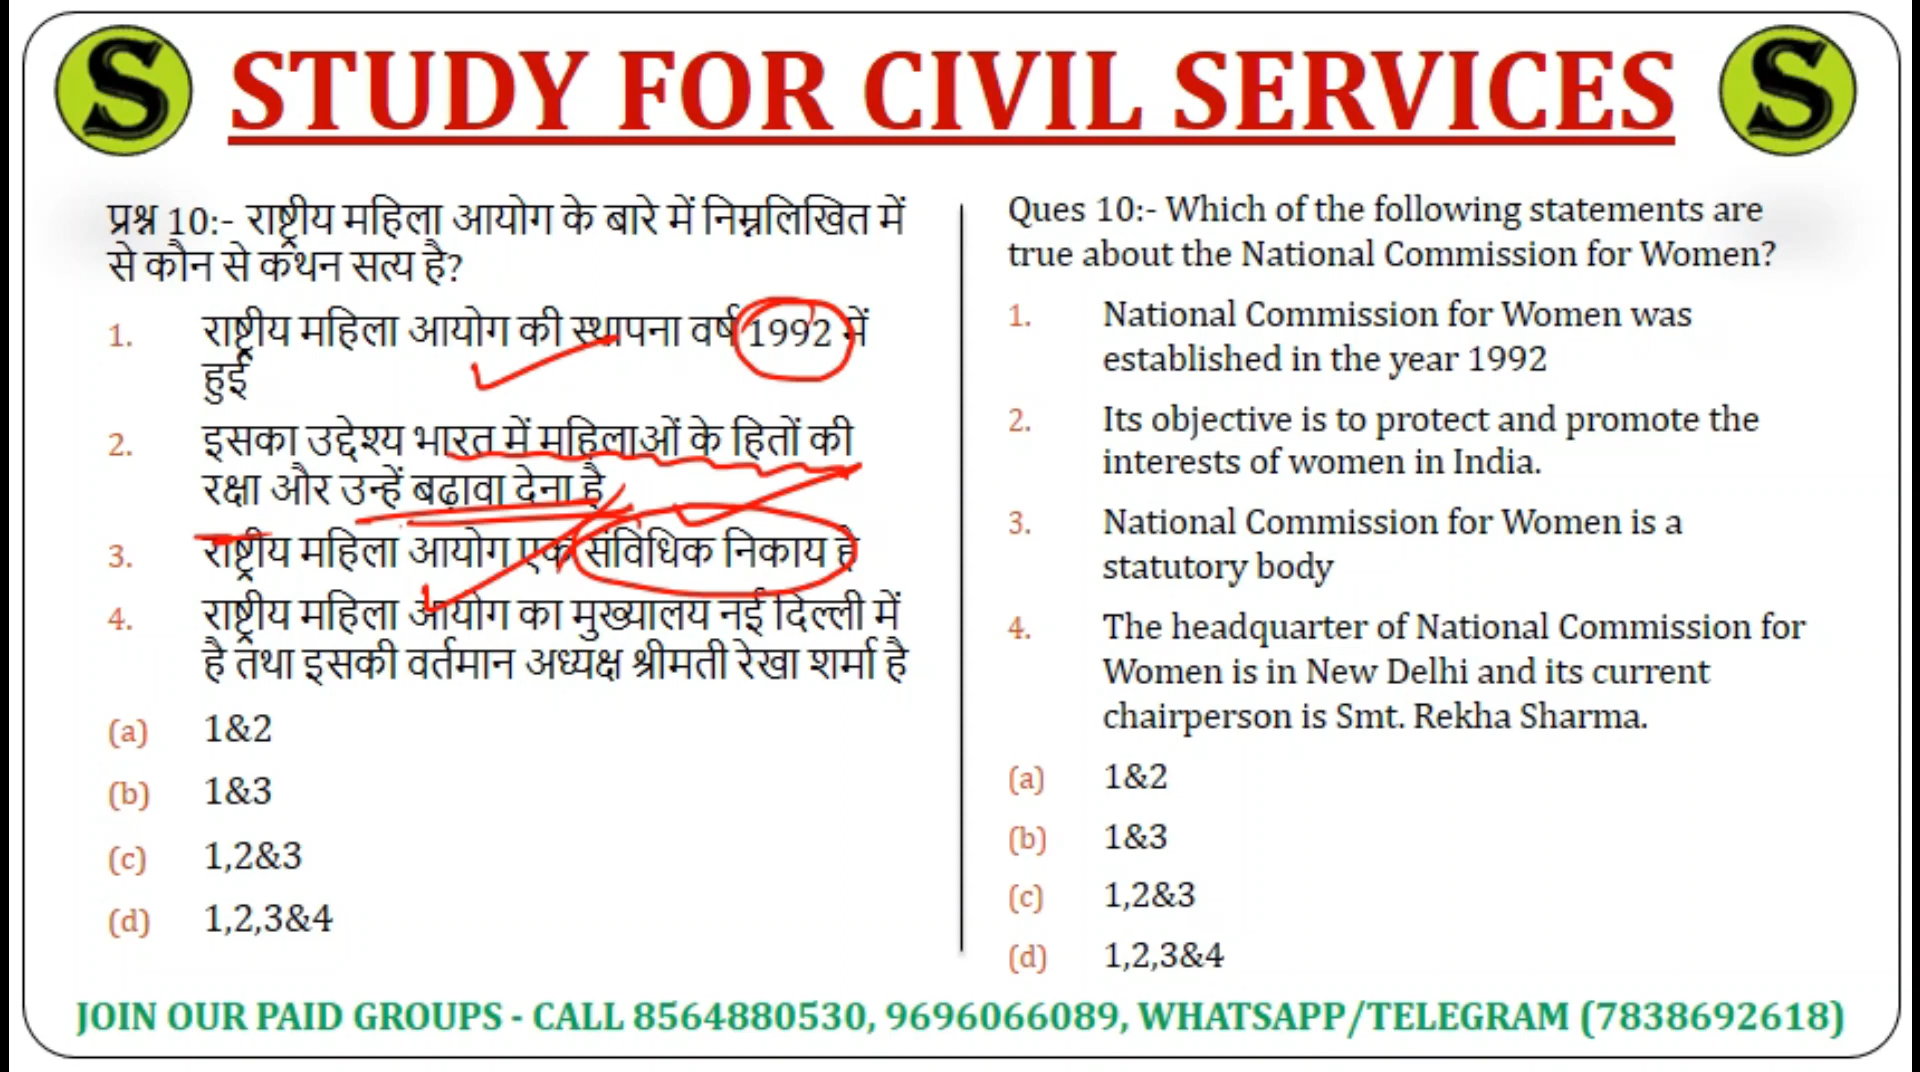 S STUDY FOR CIVIL SERVICES S
प्रश्न 10:- राष्ट्रीय महिला आयोग के बारे में निम्नलिखित में
से कौन से कथन सत्य है?
1. राष्ट्रीय महिला आयोग की स्थापना वर्ष 1992 में
हुई
2. इसका उद्देश्य भारत में महिलाओं के हितों की
रक्षा और उन्हें बढ़ावा देना है
3. राष्ट्रीय महिला आयोग एक संविधिक निकाय है
4. राष्ट्रीय महिला आयोग का मुख्यालय नई दिल्ली में
है तथा इसकी वर्तमान अध्यक्ष श्रीमती रेखा शर्मा है
(a) 1&2
(b) 1&3
(c) 1,2&3
(d) 1,2,3&4
Ques 10:- Which of the following statements are
true about the National Commission for Women?
1. National Commission for Women was
established in the year 1992
2. Its objective is to protect and promote the
interests of women in India.
3. National Commission for Women is a
statutory body
4. The headquarter of National Commission for
Women is in New Delhi and its current
chairperson is Smt. Rekha Sharma.
(a) 1&2
(b) 1&3
(c) 1,2&3
(d) 1,2,3&4
JOIN OUR PAID GROUPS - CALL 8564880530, 9696066089, WHATSAPP/TELEGRAM (7838692618)